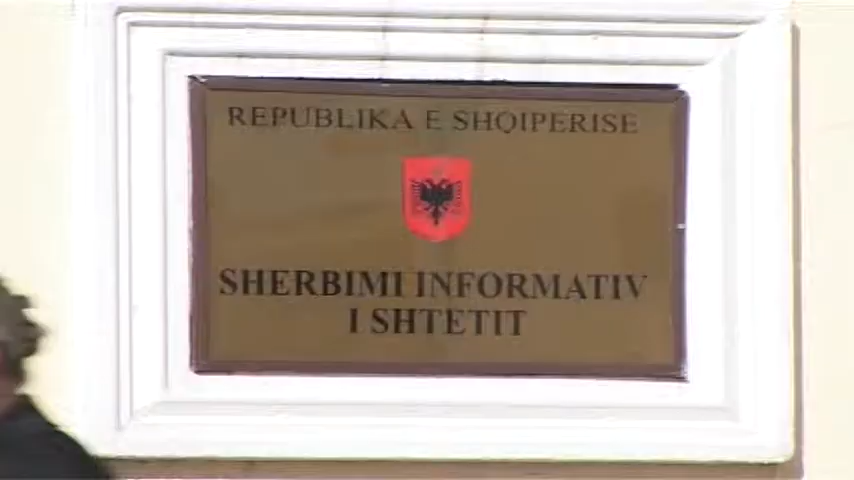 REPUBLIKA E SHQIPERISE
SHERBIMI INFORMATIV
I SHTETIT